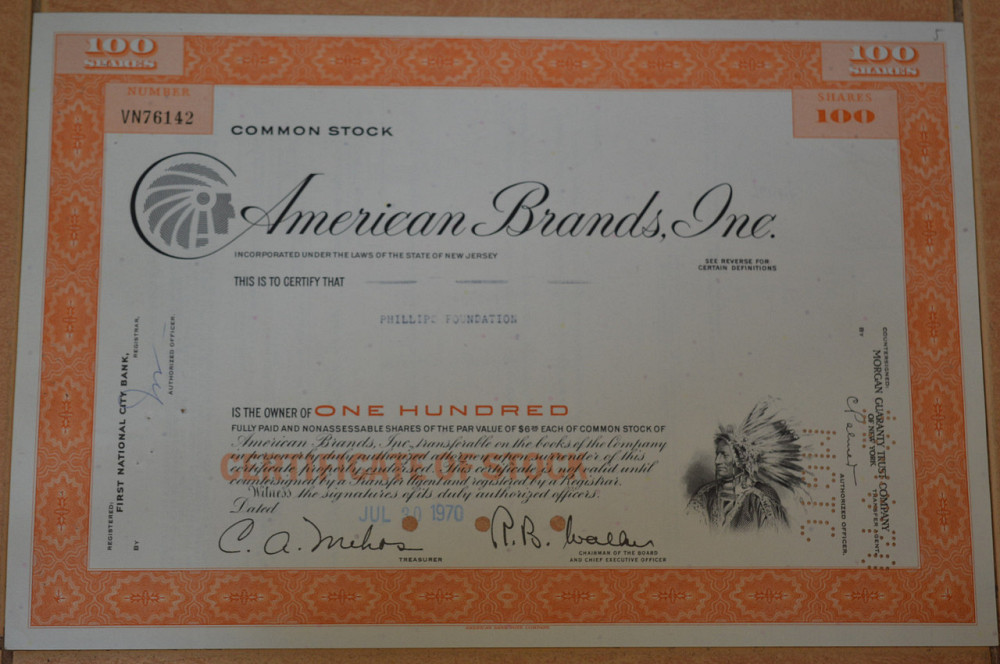 100 SHARES
100 SHARES
NUMBER
VN76142
SHARES
100
COMMON STOCK
American Brands, Inc.
INCORPORATED UNDER THE LAWS OF THE STATE OF NEW JERSEY
SEE REVERSE FOR
CERTAIN DEFINITIONS
THIS IS TO CERTIFY THAT
PHILLIPS FOUNDATION
IS THE OWNER OF ONE HUNDRED
FULLY PAID AND NONASSESSABLE SHARES OF THE PAR VALUE OF $6 00 EACH OF COMMON STOCK OF
American Brands, Inc., transferable on the books of the Company
in person or by duly authorized attorney upon surrender of this
certificate properly endorsed. This certificate is not valid until
countersigned by a Transfer Agent and registered by a Registrar.
Witness the signatures of its duly authorized officers.
Dated
JUL 30 1970
C. A. Mehos
TREASURER
R. B. Walker
CHAIRMAN OF THE BOARD
AND CHIEF EXECUTIVE OFFICER
REGISTERED:
FIRST NATIONAL CITY BANK,
REGISTRAR,
BY
AUTHORIZED OFFICER.
COUNTERSIGNED:
MORGAN GUARANTY TRUST COMPANY
OF NEW YORK
TRANSFER AGENT,
BY
AUTHORIZED OFFICER.